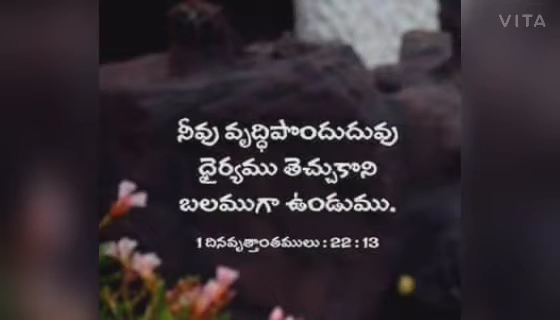 VITA
నీవు వృద్ధిపొందుదువు
ధైర్యము తెచ్చుకొని
బలముగా ఉండుము.
1 దినవృత్తాంతములు : 22 : 13